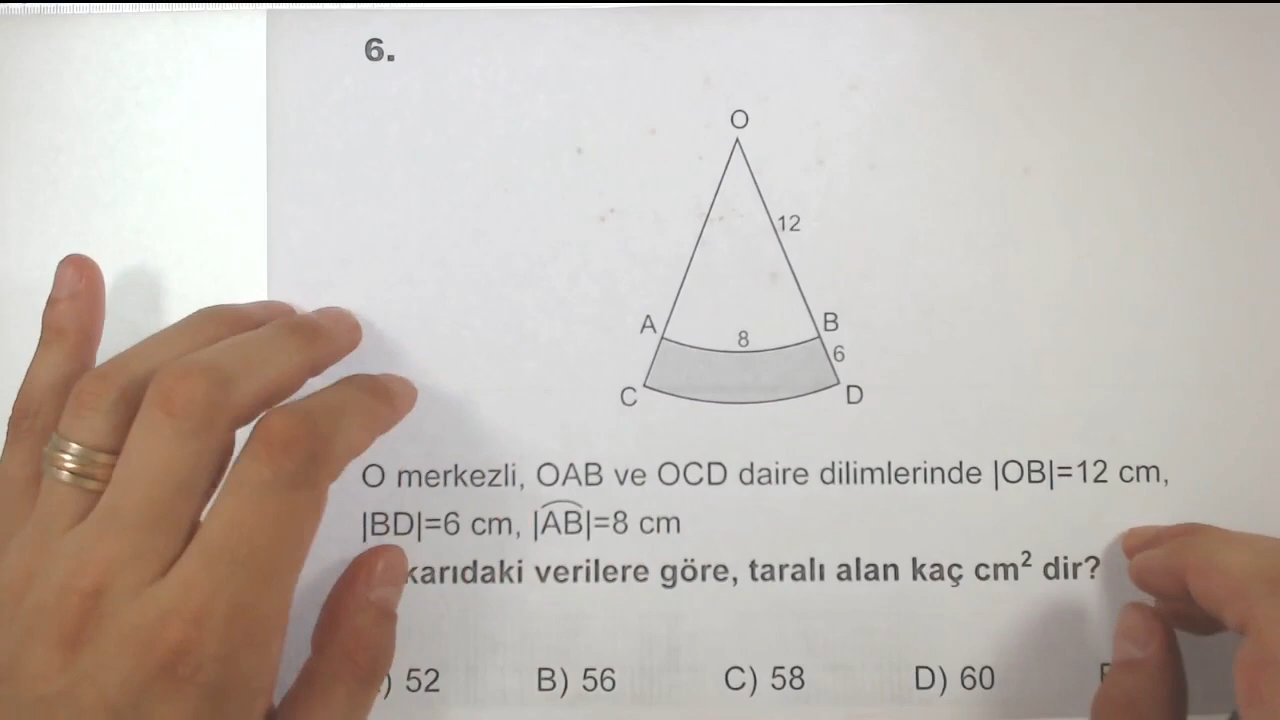 6.
O
12
A
8
B
6
C
D
O merkezli, OAB ve OCD daire dilimlerinde |OB|=12 cm,
|BD|=6 cm, |AB|=8 cm
verilere göre, taralı alan kaç cm² dir?
) 52 B) 56 C) 58 D) 60